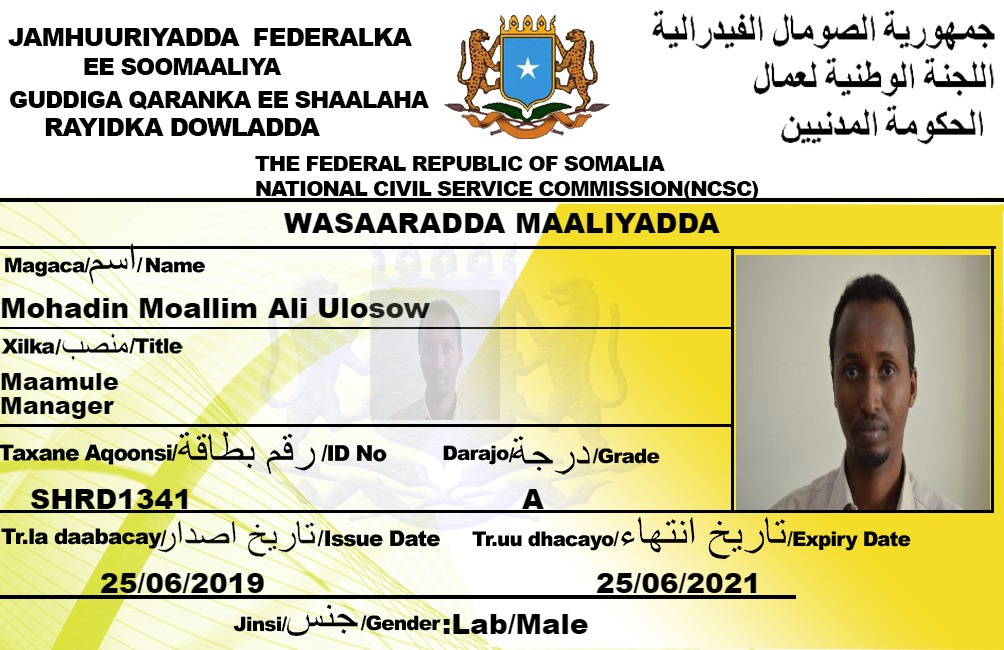 JAMHUURIYADDA FEDERALKA
EE SOOMAALIYA
GUDDIGA QARANKA EE SHAALAHA
RAYIDKA DOWLADDA
جمهورية الصومال الفيدرالية
اللجنة الوطنية لعمال
الحكومة المدنيين
THE FEDERAL REPUBLIC OF SOMALIA
NATIONAL CIVIL SERVICE COMMISSION(NCSC)
WASAARADDA MAALIYADDA
Magaca/اسم/Name
Mohadin Moallim Ali Ulosow
Xilka/منصب/Title
Maamule
Manager
Taxane Aqoonsi/رقم بطاقة/ID No
SHRD1341
Darajo/درجة/Grade
A
Tr.la daabacay/تاريخ اصدار/Issue Date
25/06/2019
Tr.uu dhacayo/تاريخ انتهاء/Expiry Date
25/06/2021
Jinsi/جنس/Gender:Lab/Male